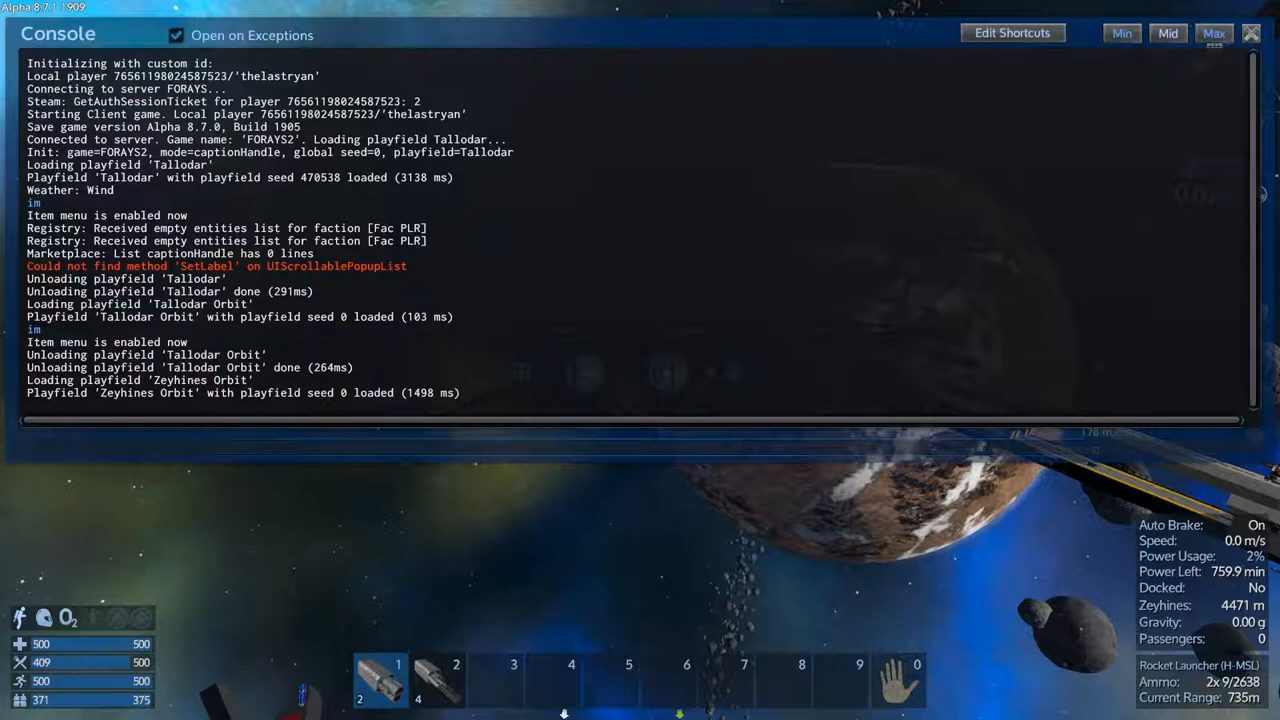 Alpha 8.7.1 1909
Console
Open on Exceptions
Edit Shortcuts
Min
Mid
Max
Initializing with custom id:
Local player 76561198024587523/'thelastryan'
Connecting to server FORAYS...
Steam: GetAuthSessionTicket for player 76561198024587523: 2
Starting Client game. Local player 76561198024587523/'thelastryan'
Save game version Alpha 8.7.0, Build 1905
Connected to server. Game name: 'FORAYS2'. Loading playfield Tallodar...
Init: game=FORAYS2, mode=captionHandle, global seed=0, playfield=Tallodar
Loading playfield 'Tallodar'
Playfield 'Tallodar' with playfield seed 470538 loaded (3138 ms)
Weather: Wind
im
Item menu is enabled now
Registry: Received empty entities list for faction [Fac PLR]
Registry: Received empty entities list for faction [Fac PLR]
Marketplace: List captionHandle has 0 lines
Could not find method 'SetLabel' on UIScrollablePopupList
Unloading playfield 'Tallodar'
Unloading playfield 'Tallodar' done (291ms)
Loading playfield 'Tallodar Orbit'
Playfield 'Tallodar Orbit' with playfield seed 0 loaded (103 ms)
im
Item menu is enabled now
Unloading playfield 'Tallodar Orbit'
Unloading playfield 'Tallodar Orbit' done (264ms)
Loading playfield 'Zeyhines Orbit'
Playfield 'Zeyhines Orbit' with playfield seed 0 loaded (1498 ms)
178 m
Auto Brake: On
Speed: 0.0 m/s
Power Usage: 2%
Power Left: 759.9 min
Docked: No
Zeyhines: 4471 m
Gravity: 0.00 g
Passengers: 0
Rocket Launcher (H-MSL)
Ammo: 2x 9/2638
Current Range: 735m
O2
500 500
409 500
500 500
371 375
1 2 3 4 5 6 7 8 9 0
2 4